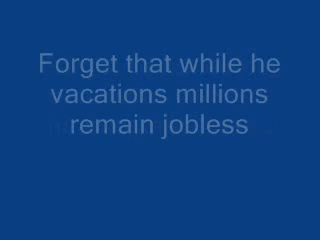 Forget that while he
vacations millions
remain jobless